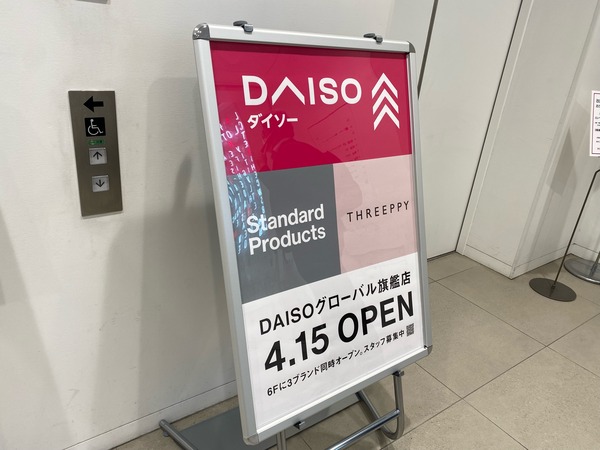 DAISO
ダイソー
Standard
Products
THREEPPY
DAISOグローバル旗艦店
4.15 OPEN
6Fに3ブランド同時オープン。スタッフ募集中